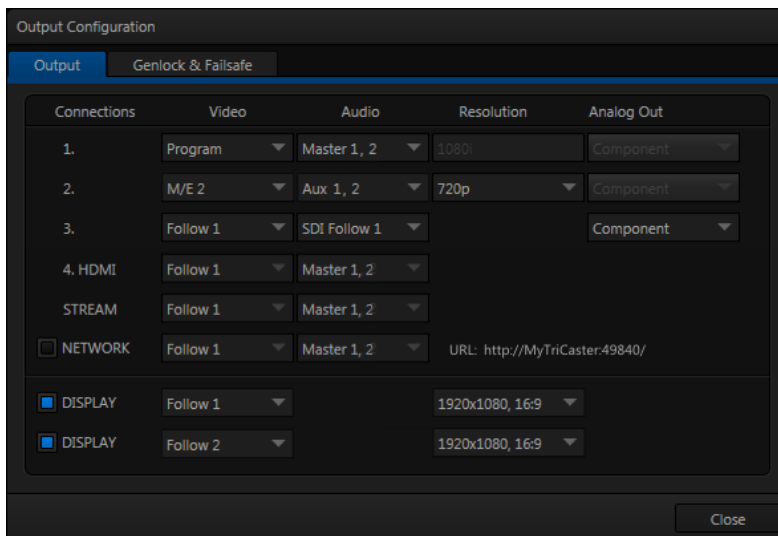 Output Configuration
Output Genlock & Failsafe
Connections Video Audio Resolution Analog Out
1. Program Master 1, 2 1080i Component
2. M/E 2 Aux 1, 2 720p Component
3. Follow 1 SDI Follow 1 Component
4. HDMI Follow 1 Master 1, 2
STREAM Follow 1 Master 1, 2
NETWORK Follow 1 Master 1, 2 URL: http://MyTriCaster:49840/
DISPLAY Follow 1 1920x1080, 16:9
DISPLAY Follow 2 1920x1080, 16:9
Close